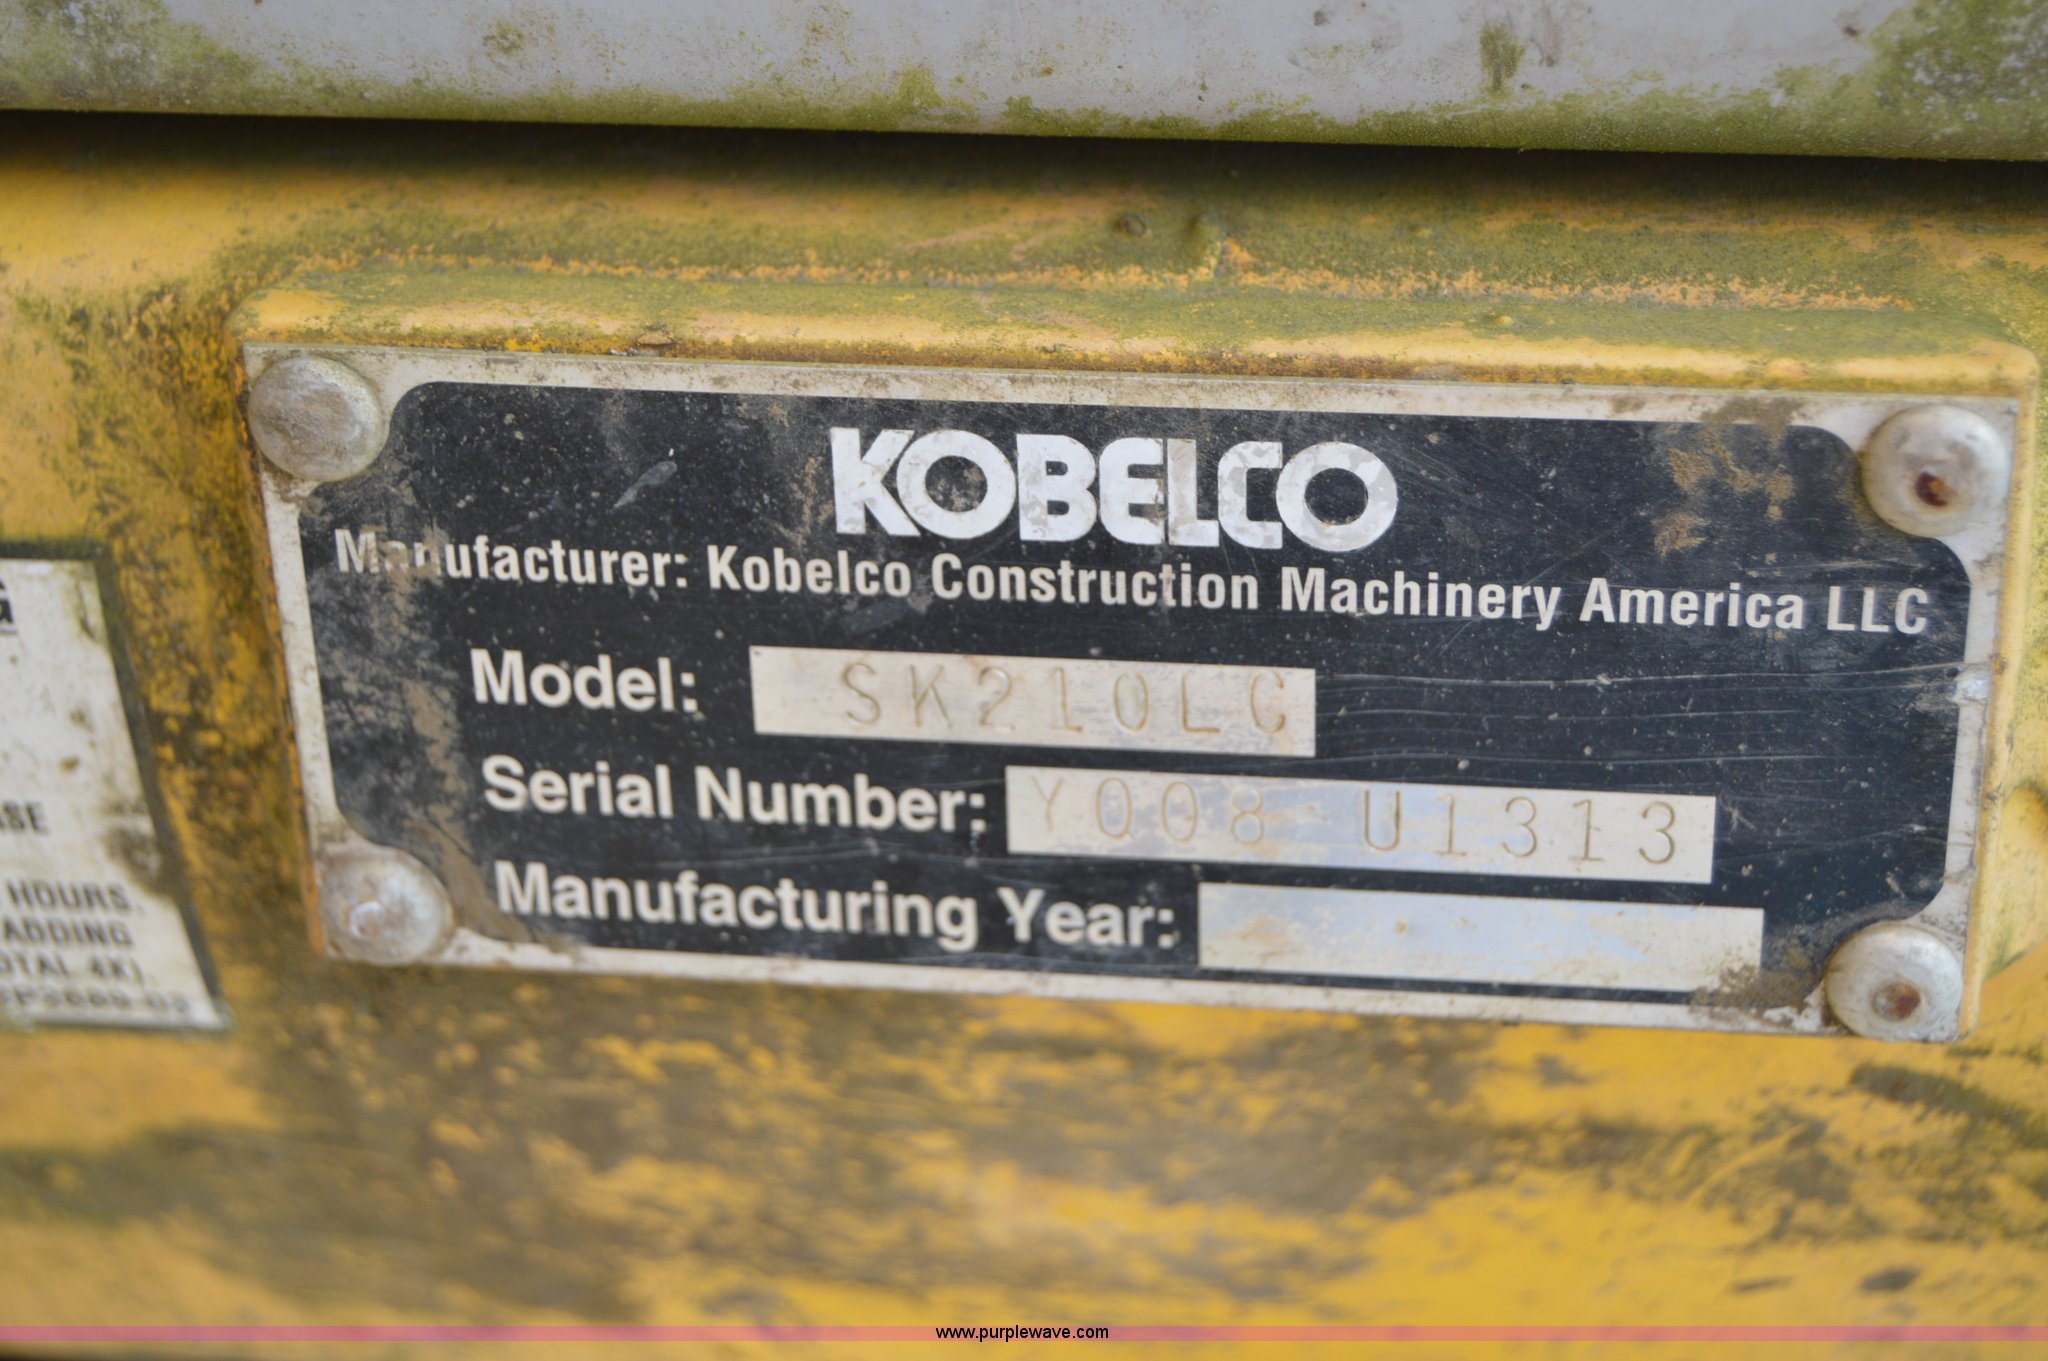 KOBELCO
Manufacturer: Kobelco Construction Machinery America LLC
Model: SK210LC
Serial Number: YQ08 U1313
Manufacturing Year:
G
ASE
HOURS,
ADDING
OTAL 4X).
www.purplewave.com